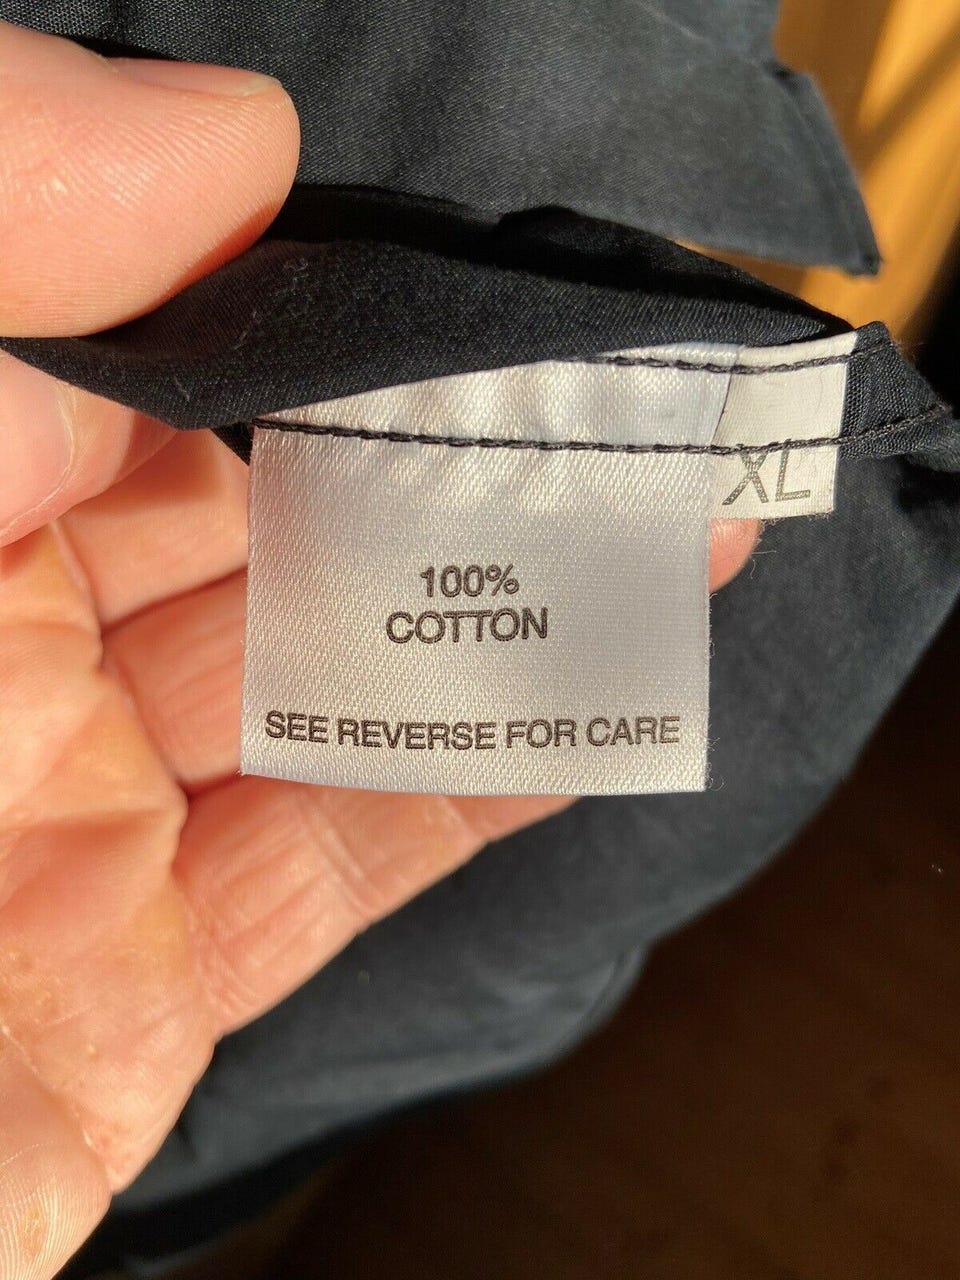 XL
100%
COTTON
SEE REVERSE FOR CARE